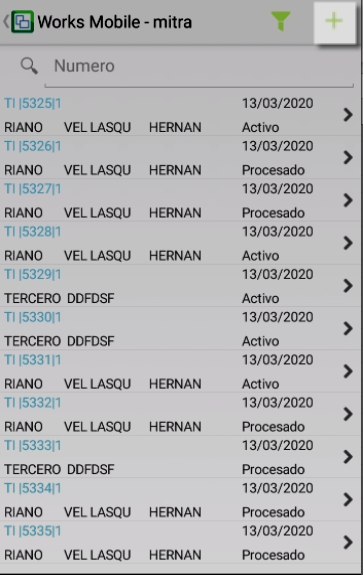 Works Mobile - mitra
Numero
TI |5325|1 13/03/2020
RIANO VEL LASQU HERNAN Activo
TI |5326|1 13/03/2020
RIANO VEL LASQU HERNAN Procesado
TI |5327|1 13/03/2020
RIANO VEL LASQU HERNAN Procesado
TI |5328|1 13/03/2020
RIANO VEL LASQU HERNAN Activo
TI |5329|1 13/03/2020
TERCERO DDFDSF Activo
TI |5330|1 13/03/2020
TERCERO DDFDSF Activo
TI |5331|1 13/03/2020
RIANO VEL LASQU HERNAN Activo
TI |5332|1 13/03/2020
RIANO VEL LASQU HERNAN Procesado
TI |5333|1 13/03/2020
TERCERO DDFDSF Procesado
TI |5334|1 13/03/2020
RIANO VEL LASQU HERNAN Procesado
TI |5335|1 13/03/2020
RIANO VEL LASQU HERNAN Procesado